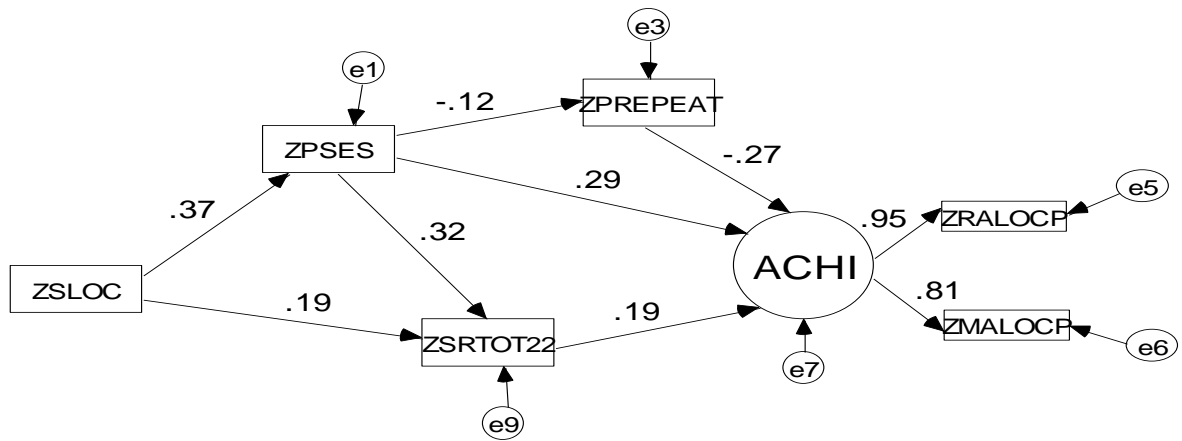 e3
e1
-.12
ZPREPEAT
ZPSES
-.27
.29
e5
.37
.95
ZRALOCP
.32
ACHI
ZSLOC
.81
.19
.19
ZMALOCP
ZSRTOT22
e6
e7
e9